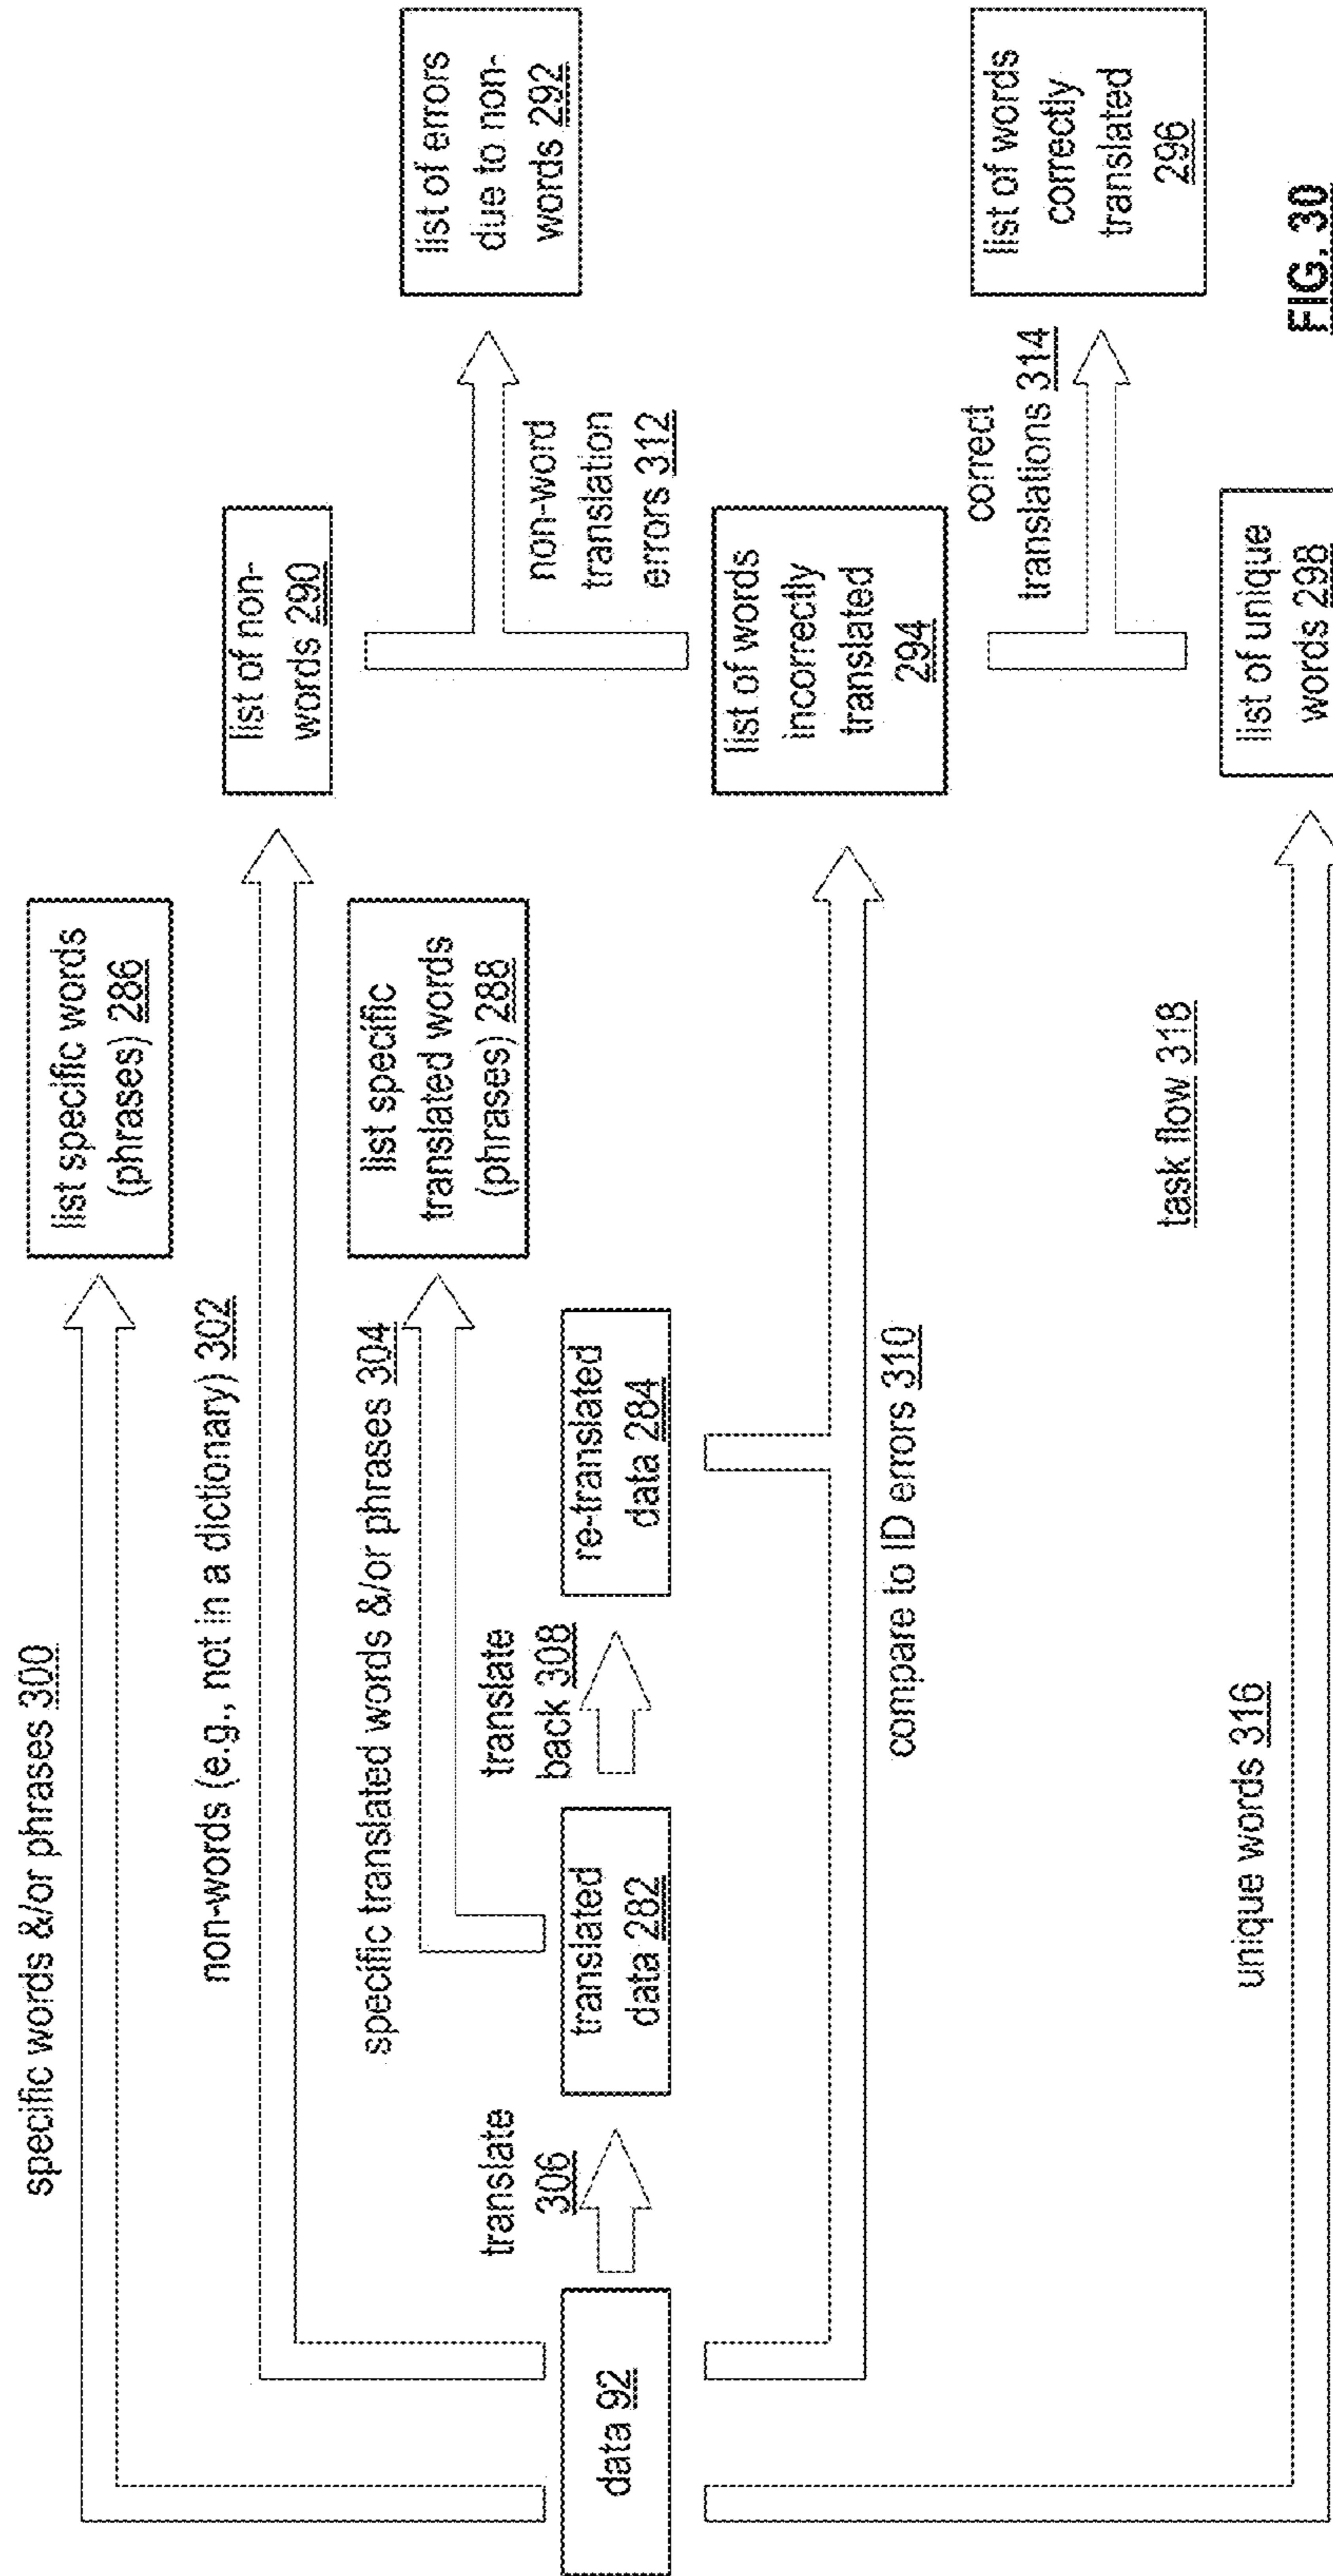 specific words &/or phrases 300
list specific words
(phrases) 286
non-words (e.g., not in a dictionary) 302
list of non-
words 290
specific translated words &/or phrases 304
list specific
translated words
(phrases) 288
list of errors
due to non-
words 292
non-word
translation
errors 312
translate
306
translate
back 308
data 92
translated
data 282
re-translated
data 284
list of words
incorrectly
translated
294
compare to ID errors 310
correct
translations 314
list of words
correctly
translated
296
task flow 318
unique words 316
list of unique
words 298
FIG. 30